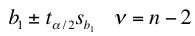 b₁ ± t_{α/2}s_{b₁}   ν = n − 2